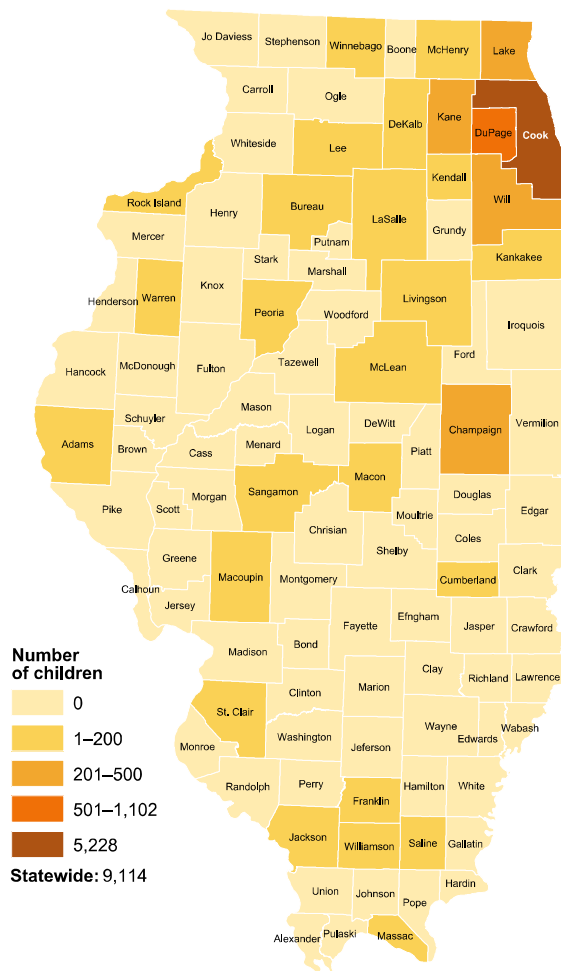 Jo Daviess
Stephenson
Winnebago
Boone
McHenry
Lake
Carroll
Ogle
DeKalb
Kane
DuPage
Cook
Whiteside
Lee
Kendall
Will
Rock Island
Henry
Bureau
LaSalle
Grundy
Mercer
Putnam
Kankakee
Stark
Marshall
Henderson
Warren
Knox
Peoria
Woodford
Livingson
Iroquois
Hancock
McDonough
Fulton
Tazewell
McLean
Ford
Mason
Schuyler
Logan
DeWitt
Champaign
Vermilion
Adams
Brown
Cass
Menard
Piatt
Macon
Sangamon
Pike
Scott
Morgan
Moultrie
Douglas
Edgar
Chrisian
Coles
Greene
Shelby
Macoupin
Calhoun
Jersey
Montgomery
Cumberland
Clark
Fayette
Efngham
Jasper
Crawford
Madison
Bond
Clay
Richland
Lawrence
Clinton
Marion
St. Clair
Wayne
Edwards
Wabash
Monroe
Washington
Jeferson
Randolph
Perry
Hamilton
White
Franklin
Jackson
Williamson
Saline
Gallatin
Union
Johnson
Pope
Hardin
Alexander
Pulaski
Massac
Number
of children
0
1–200
201–500
501–1,102
5,228
Statewide: 9,114